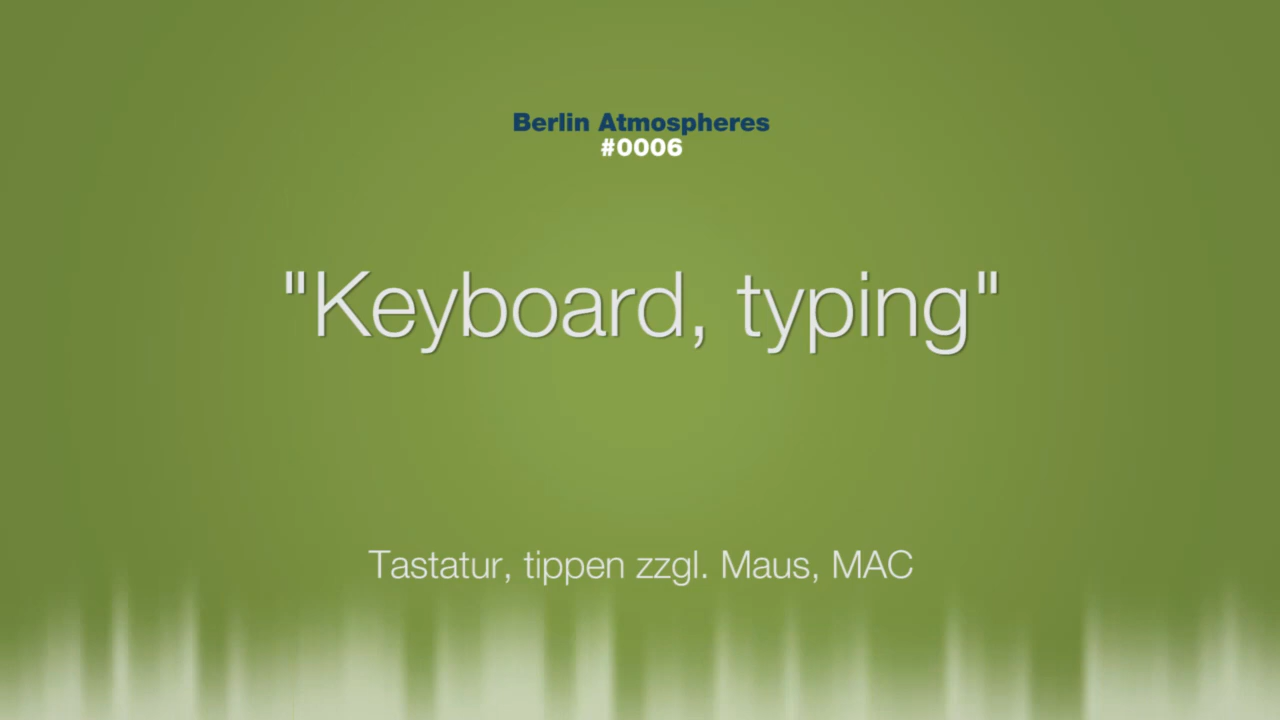 Berlin Atmospheres
#0006
"Keyboard, typing"
Tastatur, tippen zzgl. Maus, MAC